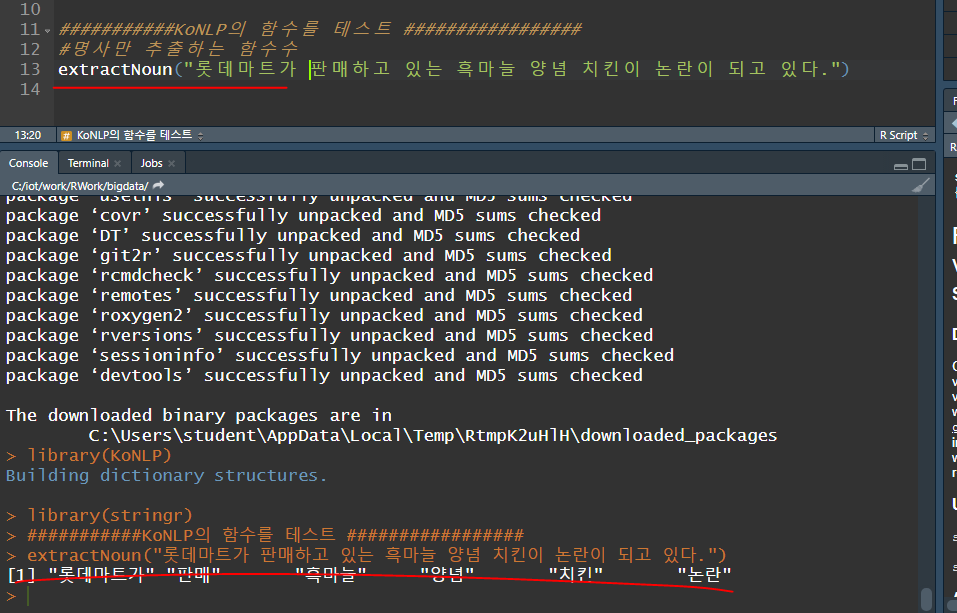 10
11 ###########KoNLP의 함수를 테스트 #################
12 #명사만 추출하는 함수수
13 extractNoun("롯데마트가 판매하고 있는 흑마늘 양념 치킨이 논란이 되고 있다.")
14
13:20 # KoNLP의 함수를 테스트 R Script
Console Terminal Jobs
C:/iot/work/RWork/bigdata/
package ‘usethis’ successfully unpacked and MD5 sums checked
package ‘covr’ successfully unpacked and MD5 sums checked
package ‘DT’ successfully unpacked and MD5 sums checked
package ‘git2r’ successfully unpacked and MD5 sums checked
package ‘rcmdcheck’ successfully unpacked and MD5 sums checked
package ‘remotes’ successfully unpacked and MD5 sums checked
package ‘roxygen2’ successfully unpacked and MD5 sums checked
package ‘rversions’ successfully unpacked and MD5 sums checked
package ‘sessioninfo’ successfully unpacked and MD5 sums checked
package ‘devtools’ successfully unpacked and MD5 sums checked
The downloaded binary packages are in
C:\Users\student\AppData\Local\Temp\RtmpK2uHlH\downloaded_packages
> library(KoNLP)
Building dictionary structures.
> library(stringr)
> ###########KoNLP의 함수를 테스트 #################
> extractNoun("롯데마트가 판매하고 있는 흑마늘 양념 치킨이 논란이 되고 있다.")
[1] "롯데마트가" "판매" "흑마늘" "양념" "치킨" "논란"
>